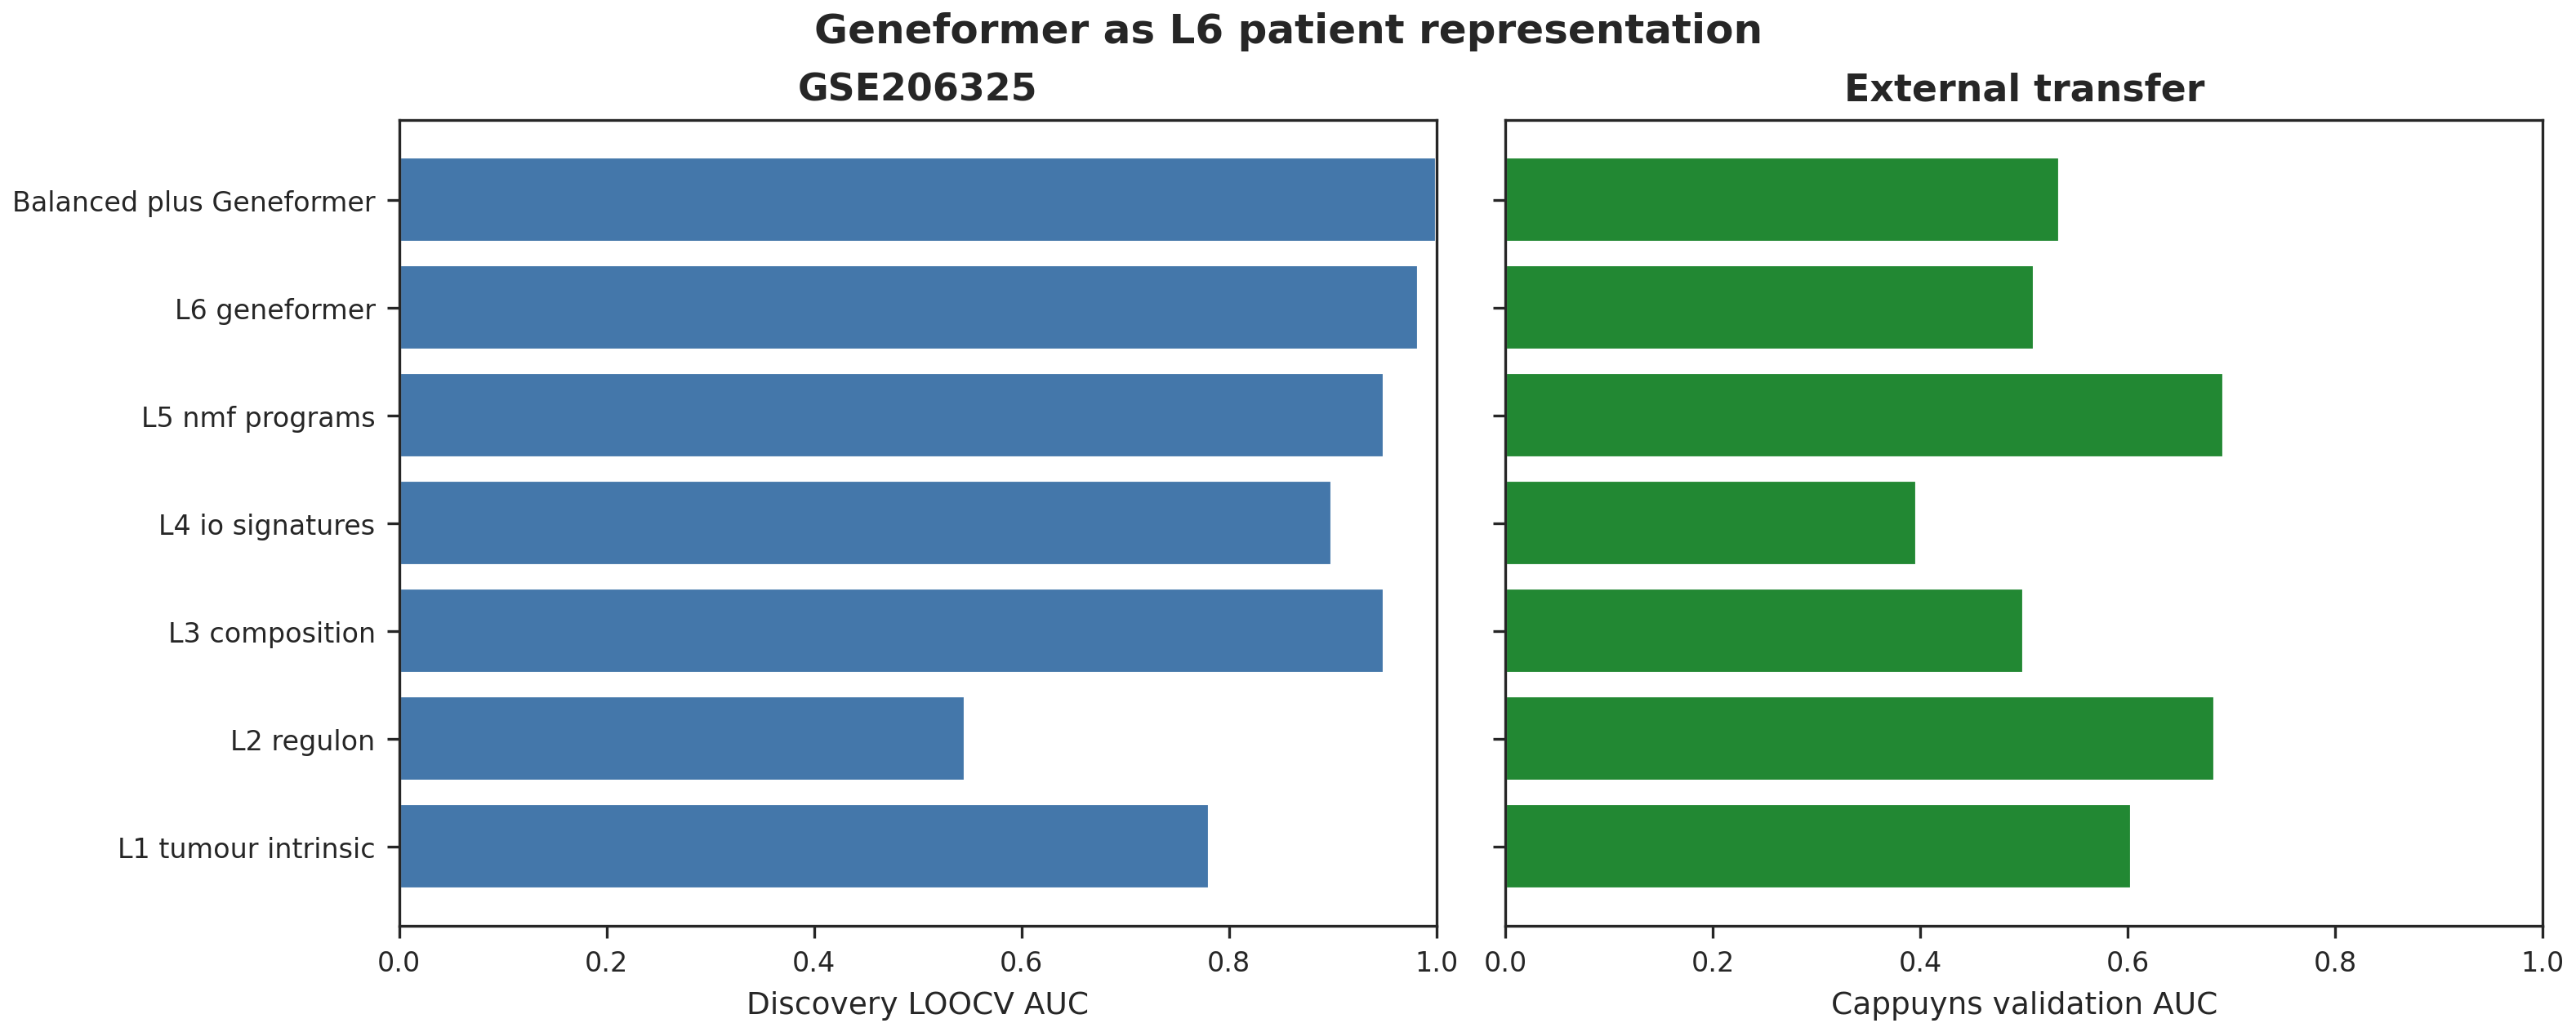 Geneformer as L6 patient representation
GSE206325
External transfer
Balanced plus Geneformer
L6 geneformer
L5 nmf programs
L4 io signatures
L3 composition
L2 regulon
L1 tumour intrinsic
0.0 0.2 0.4 0.6 0.8 1.0
0.0 0.2 0.4 0.6 0.8 1.0
Discovery LOOCV AUC
Cappuyns validation AUC